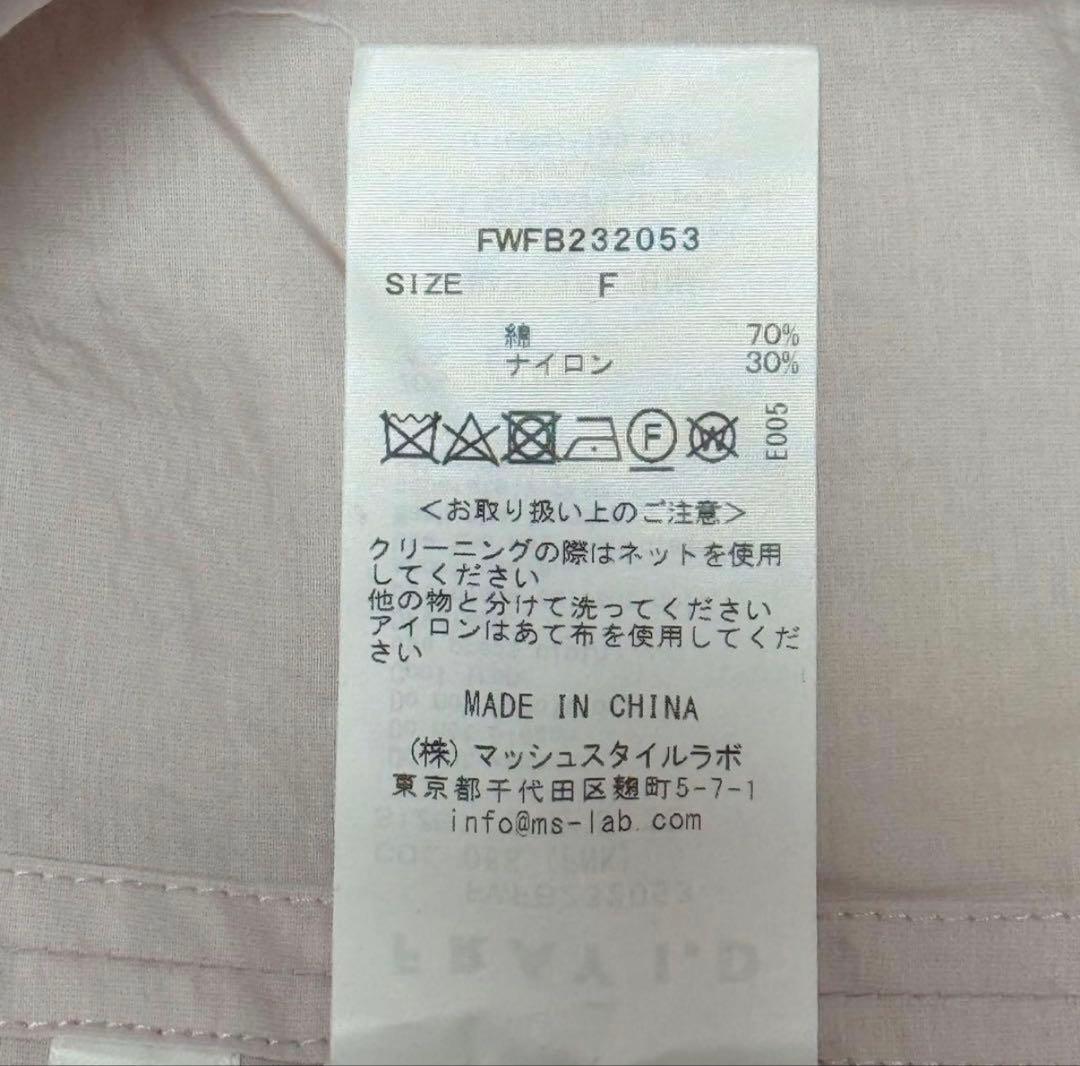 FWFB232053
SIZE F
綿 70%
ナイロン 30%
F W E005
<お取り扱い上のご注意>
クリーニングの際はネットを使用
してください
他の物と分けて洗ってください
アイロンはあて布を使用してくだ
さい
MADE IN CHINA
(株)マッシュスタイルラボ
東京都千代田区麹町5-7-1
info@ms-lab.com
FWFB232053
FRAY I.D